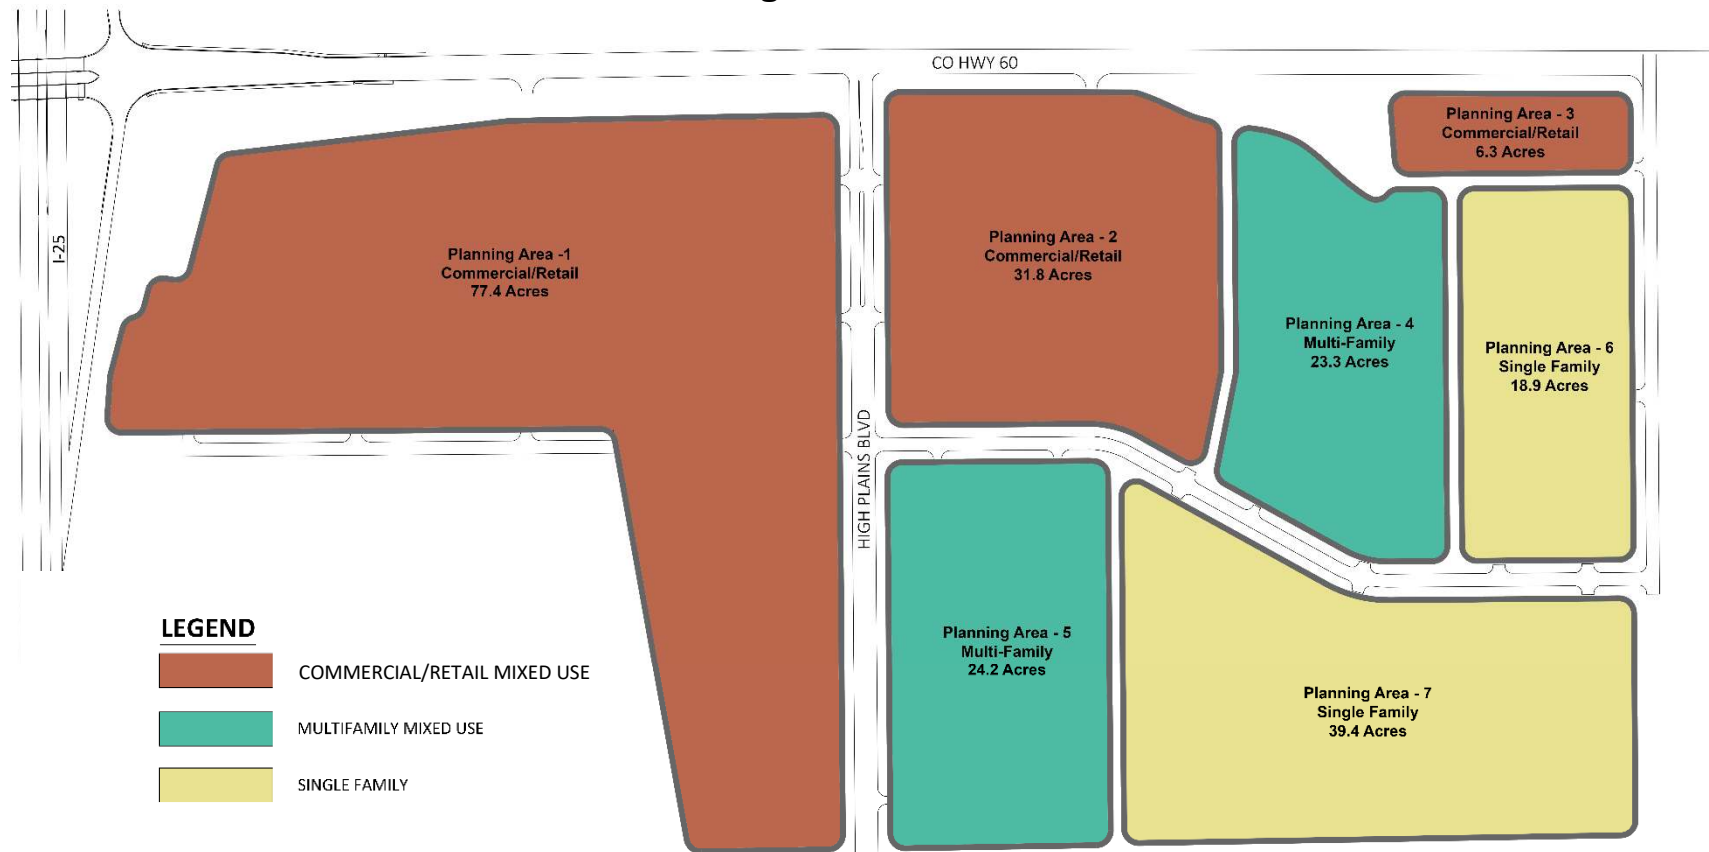 CO HWY 60
I-25
HIGH PLAINS BLVD
Planning Area -1
Commercial/Retail
77.4 Acres
Planning Area - 2
Commercial/Retail
31.8 Acres
Planning Area - 3
Commercial/Retail
6.3 Acres
Planning Area - 4
Multi-Family
23.3 Acres
Planning Area - 6
Single Family
18.9 Acres
Planning Area - 5
Multi-Family
24.2 Acres
Planning Area - 7
Single Family
39.4 Acres
LEGEND
COMMERCIAL/RETAIL MIXED USE
MULTIFAMILY MIXED USE
SINGLE FAMILY